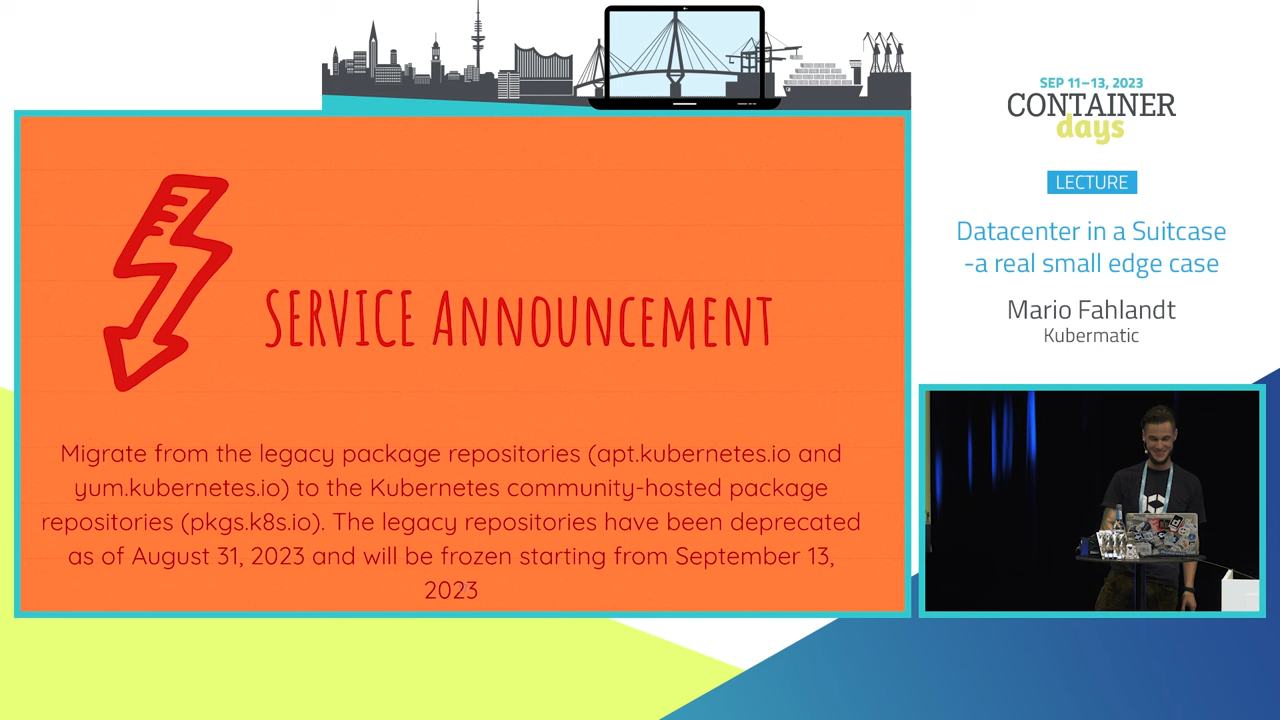 SERVICE ANNOUNCEMENT
Migrate from the legacy package repositories (apt.kubernetes.io and
yum.kubernetes.io) to the Kubernetes community-hosted package
repositories (pkgs.k8s.io). The legacy repositories have been deprecated
as of August 31, 2023 and will be frozen starting from September 13,
2023
SEP 11–13, 2023
CONTAINER
days
LECTURE
Datacenter in a Suitcase
-a real small edge case
Mario Fahlandt
Kubermatic